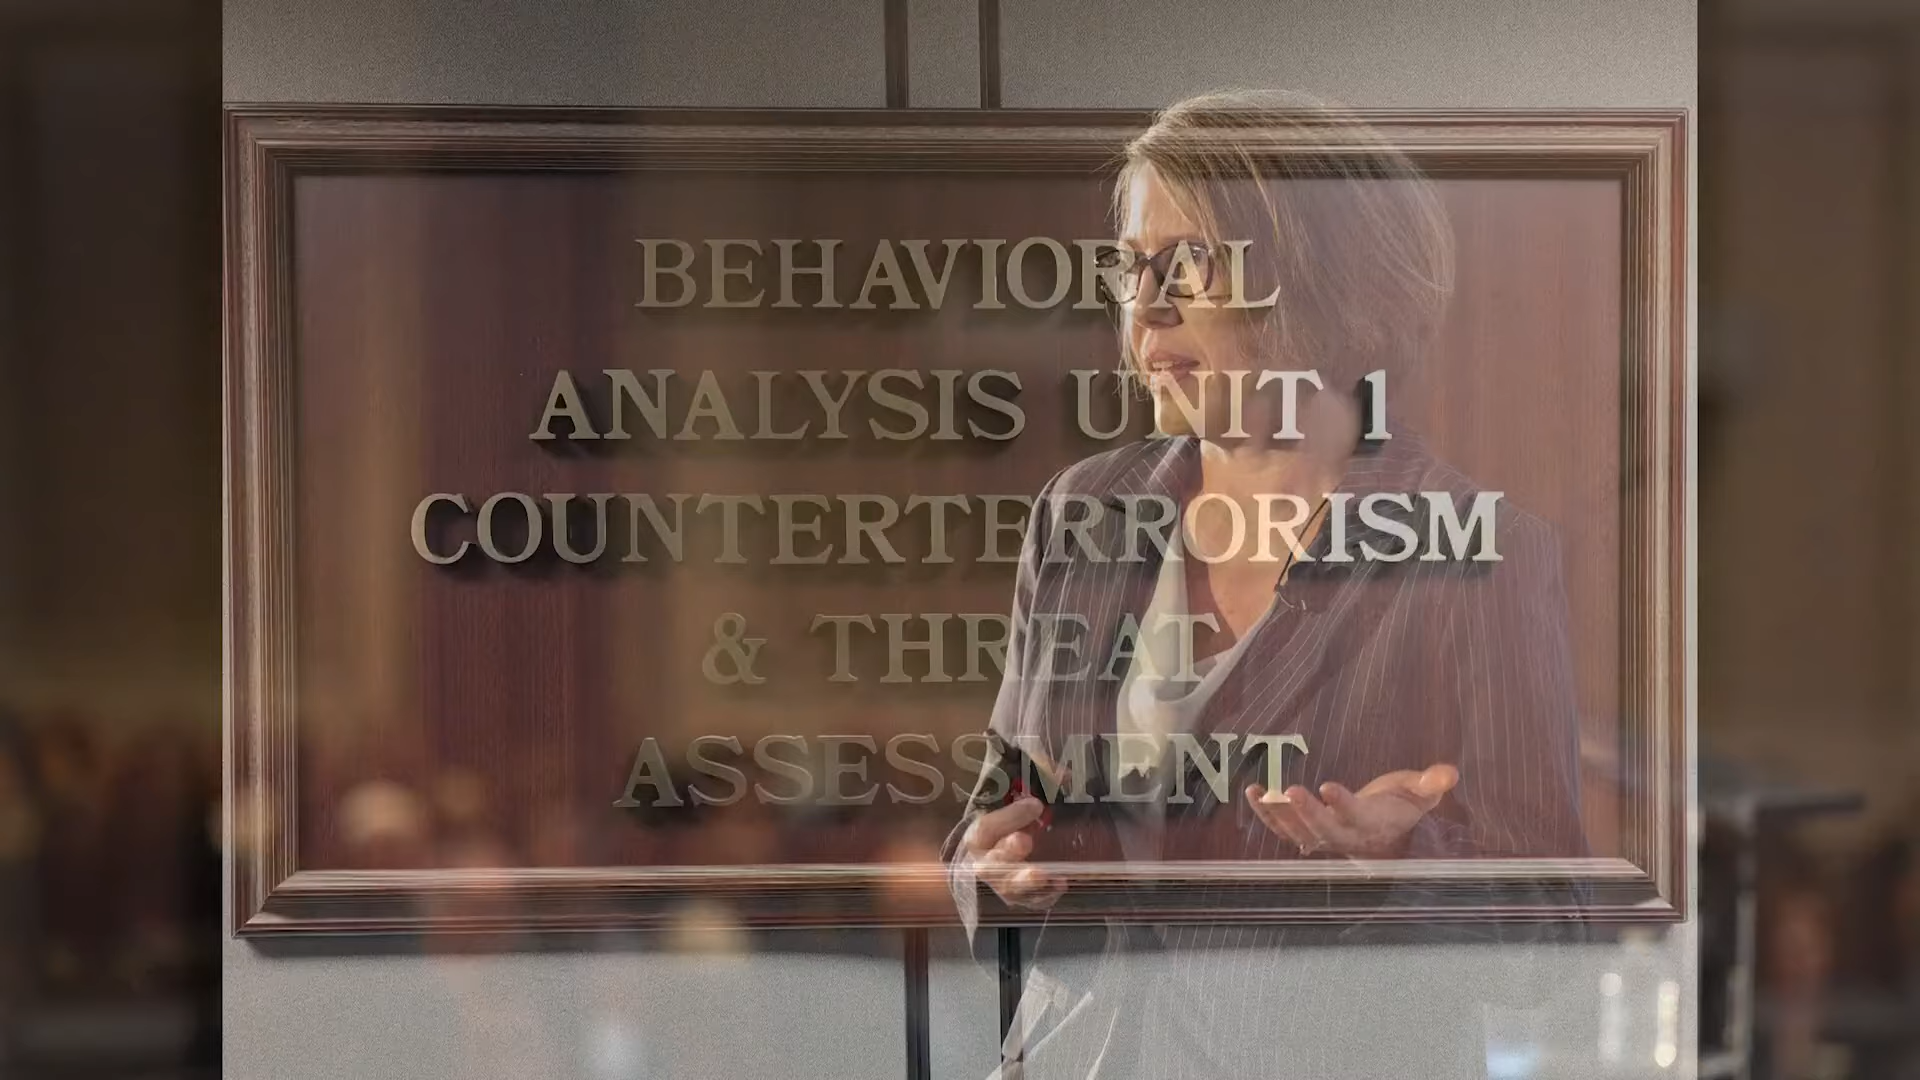 BEHAVIORAL
ANALYSIS UNIT 1
COUNTERTERRORISM
& THREAT
ASSESSMENT